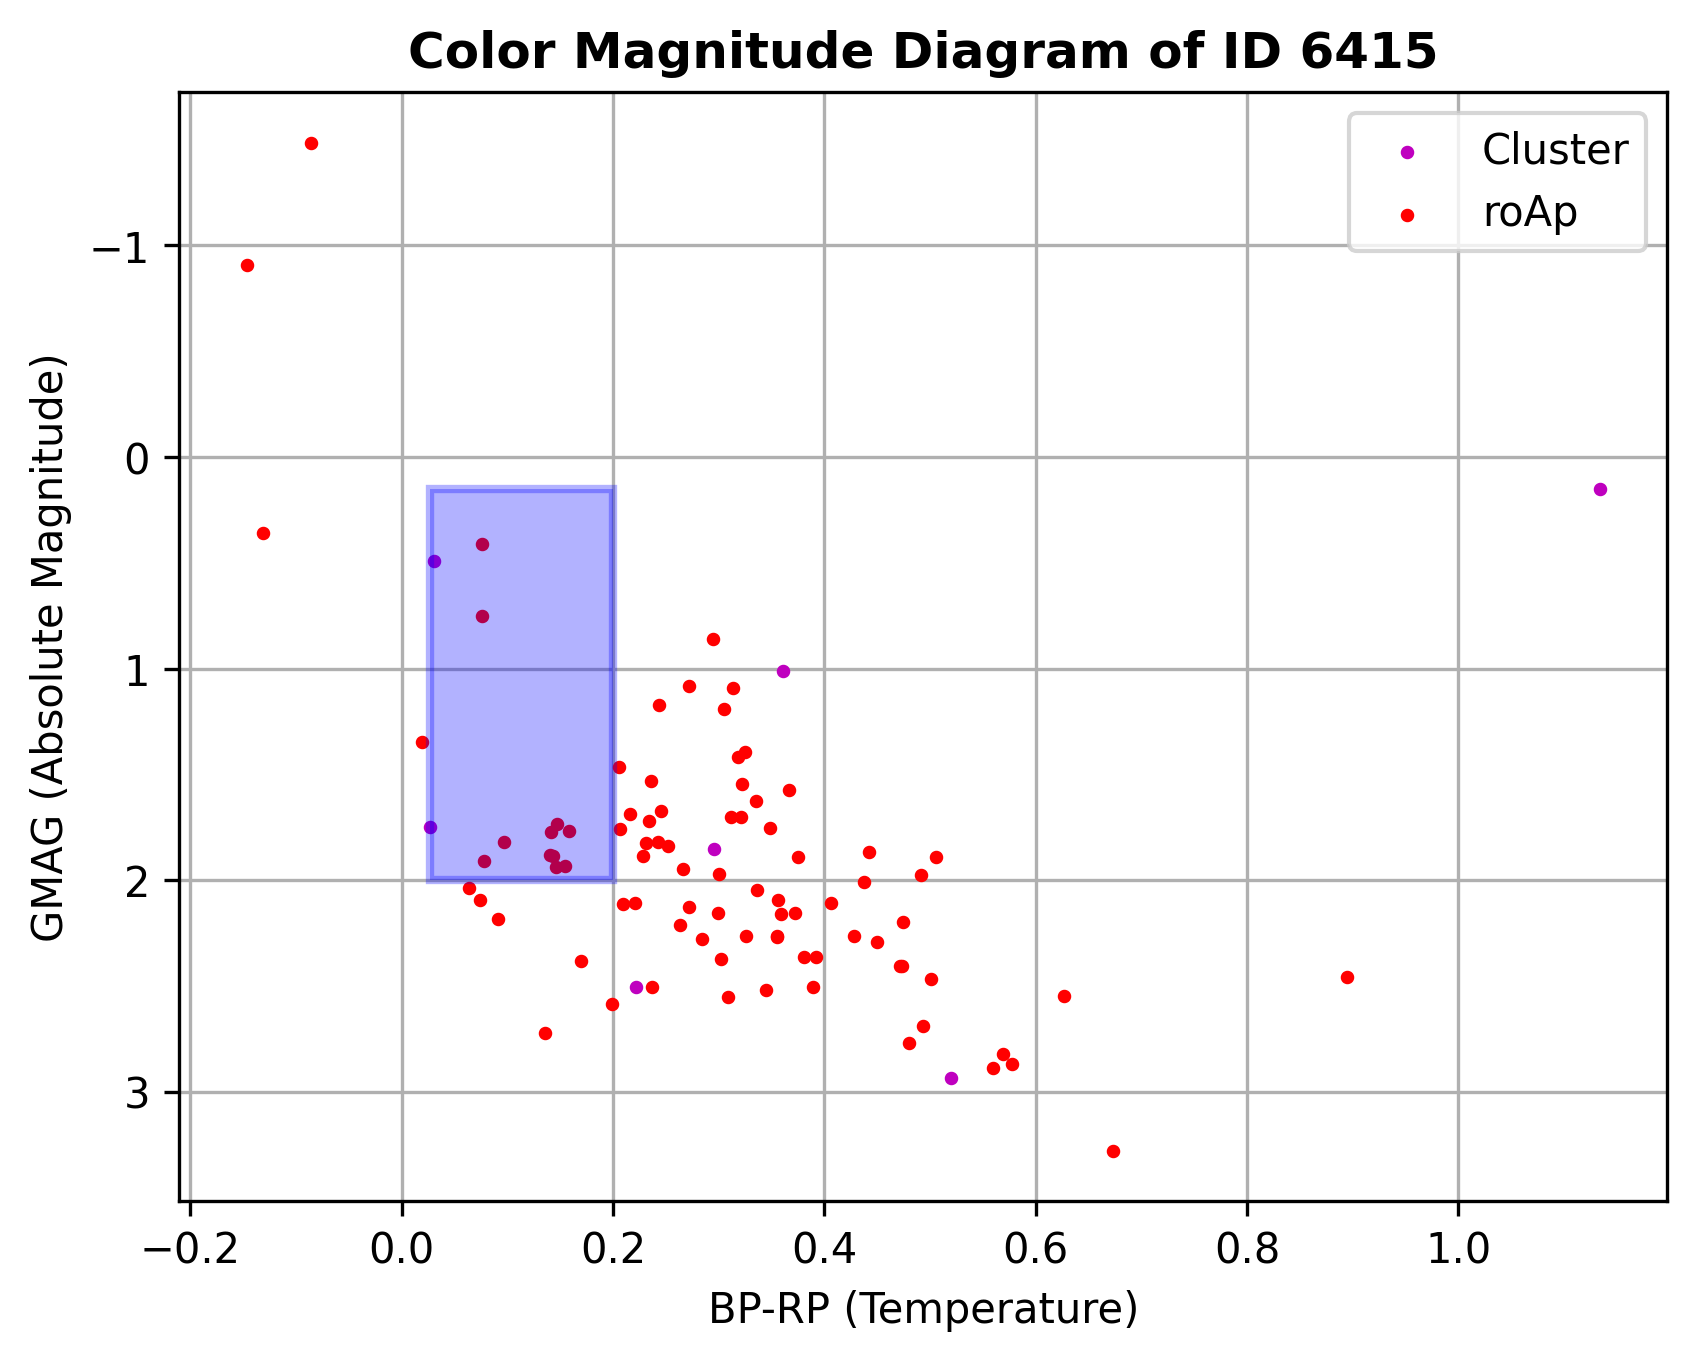 Color Magnitude Diagram of ID 6415
Cluster
roAp
GMAG (Absolute Magnitude)
−1
0
1
2
3
−0.2 0.0 0.2 0.4 0.6 0.8 1.0
BP-RP (Temperature)